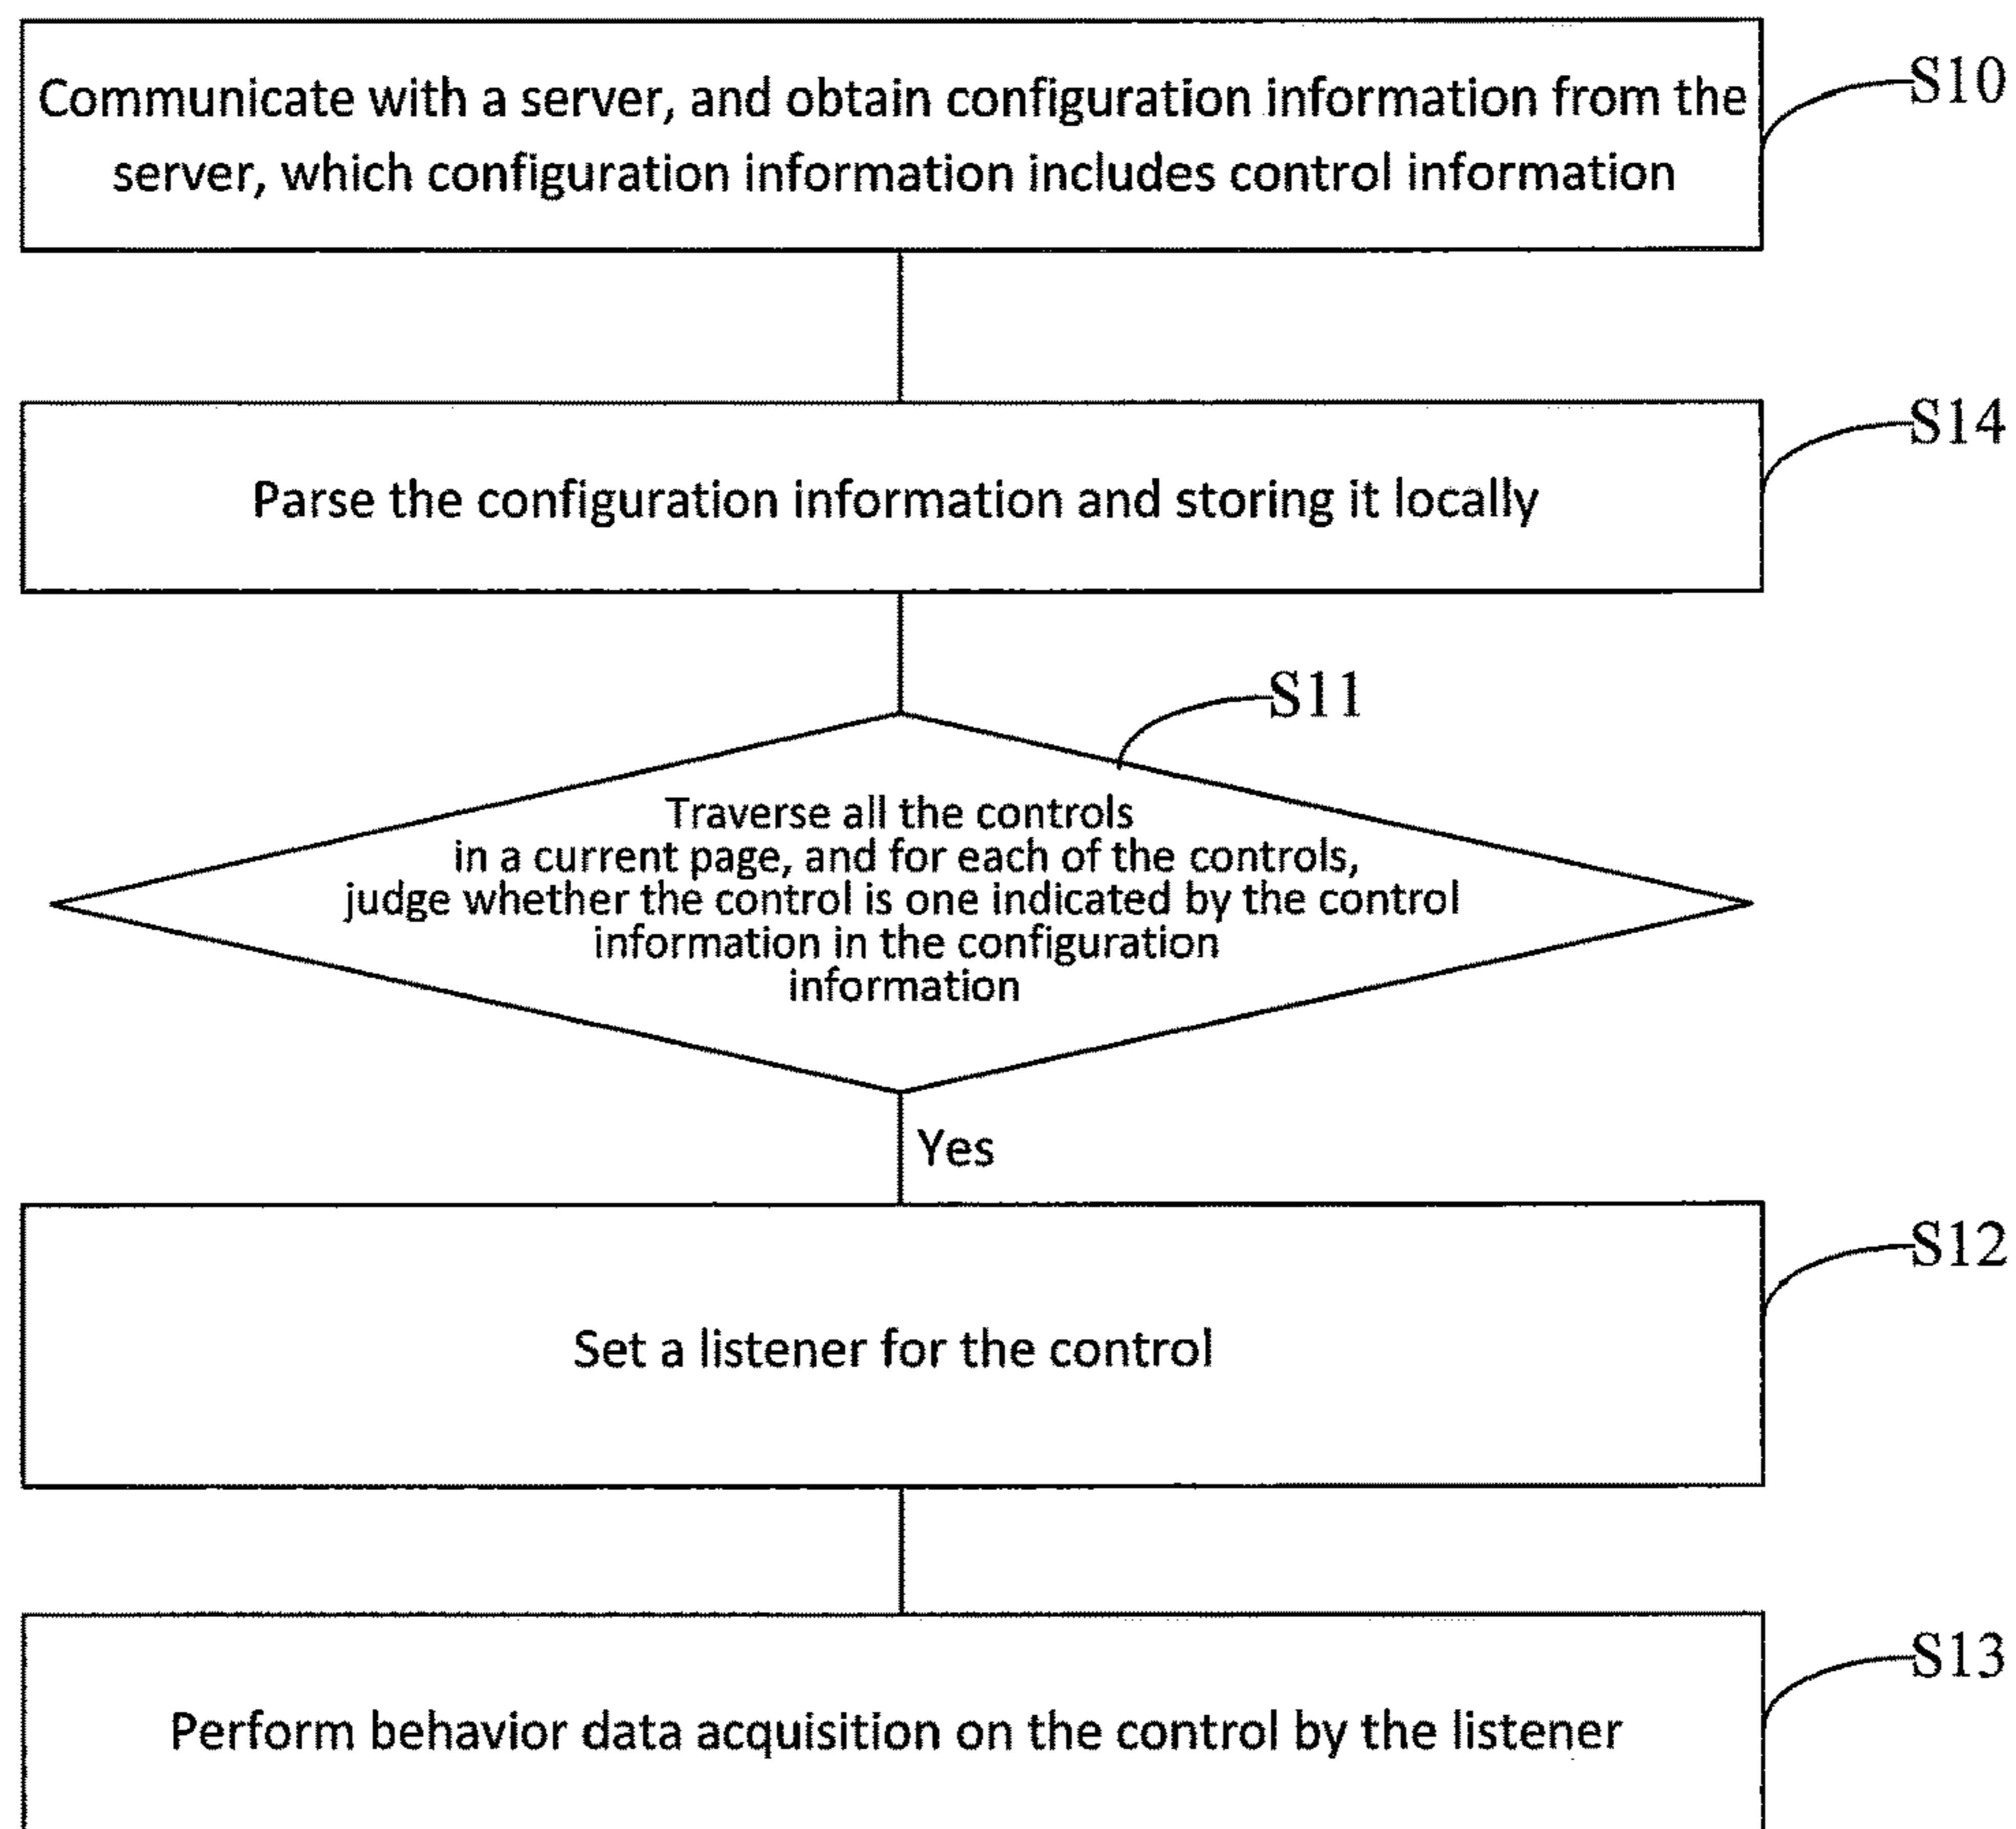 Communicate with a server, and obtain configuration information from the
server, which configuration information includes control information
S10
Parse the configuration information and storing it locally
S14
S11
Traverse all the controls
in a current page, and for each of the controls,
judge whether the control is one indicated by the control
information in the configuration
information
Yes
Set a listener for the control
S12
Perform behavior data acquisition on the control by the listener
S13